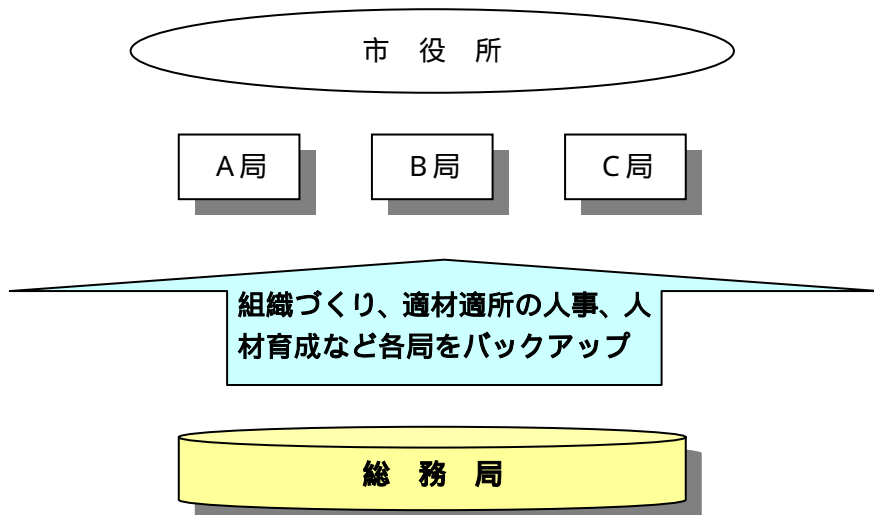 市 役 所
A局
B局
C局
組織づくり、適材適所の人事、人
材育成など各局をバックアップ
総 務 局